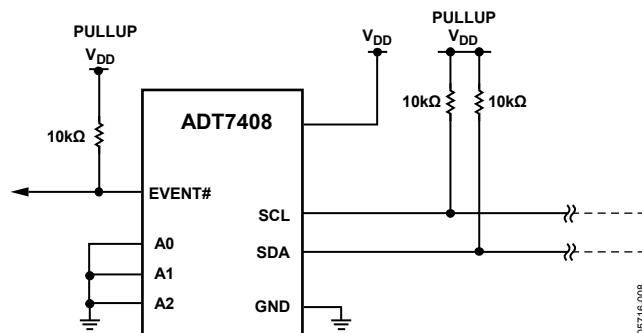 PULLUP
VDD
10kΩ
EVENT#
A0
A1
A2
ADT7408
SCL
SDA
GND
VDD
PULLUP
VDD
10kΩ
10kΩ
05716-008